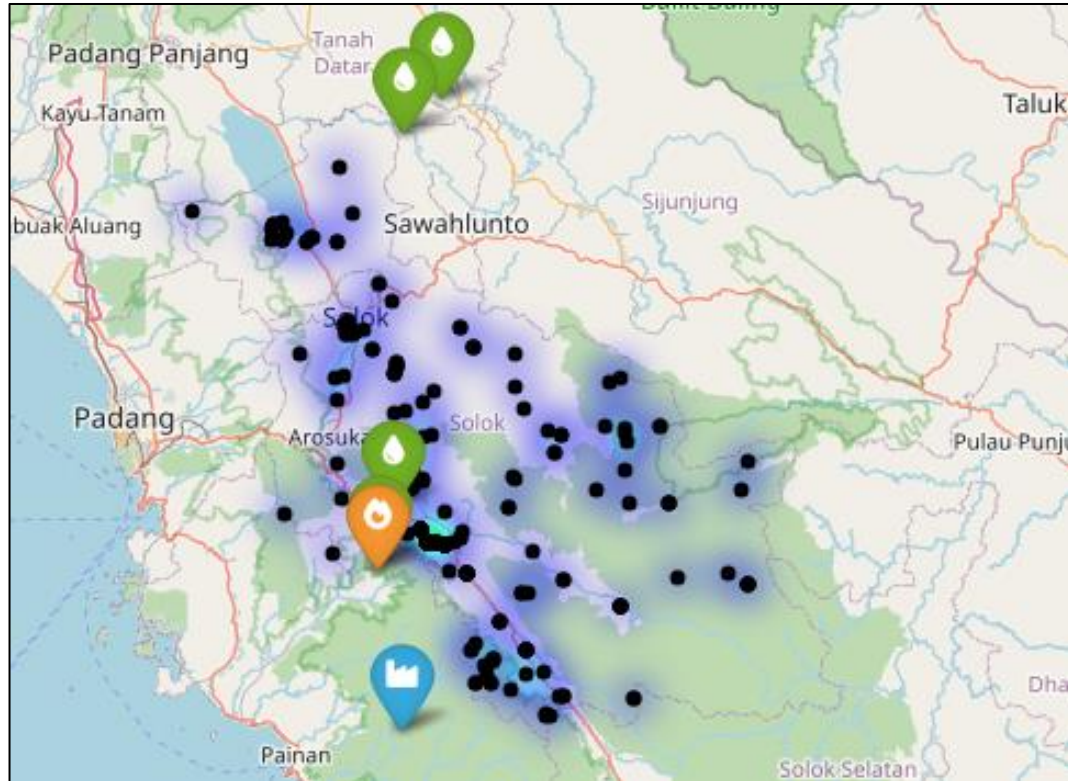 Padang Panjang
Tanah
Datar
Kayu Tanam
Taluk
Sijunjung
buak Aluang
Sawahlunto
Solok
Padang
Solok
Arosuka
Pulau Punju
Dha
Painan
Solok Selatan